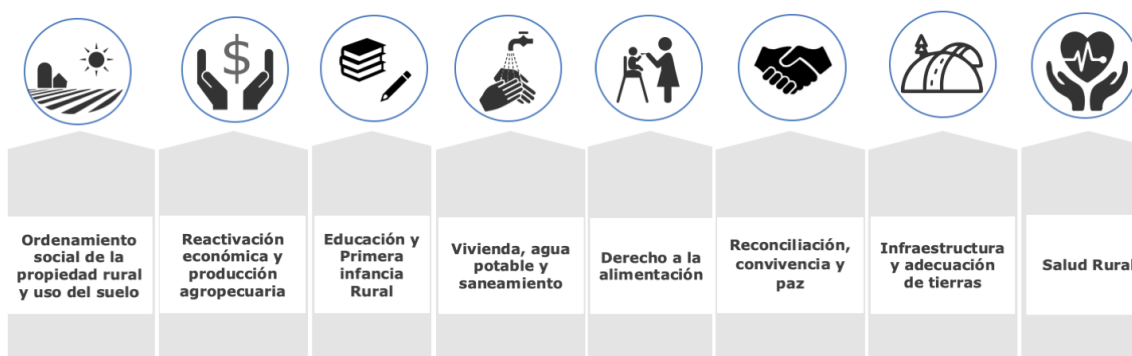 $
Ordenamiento
social de la
propiedad rural
y uso del suelo
Reactivación
económica y
producción
agropecuaria
Educación y
Primera
infancia
Rural
Vivienda, agua
potable y
saneamiento
Derecho a la
alimentación
Reconciliación,
convivencia y
paz
Infraestructura
y adecuación
de tierras
Salud Rural